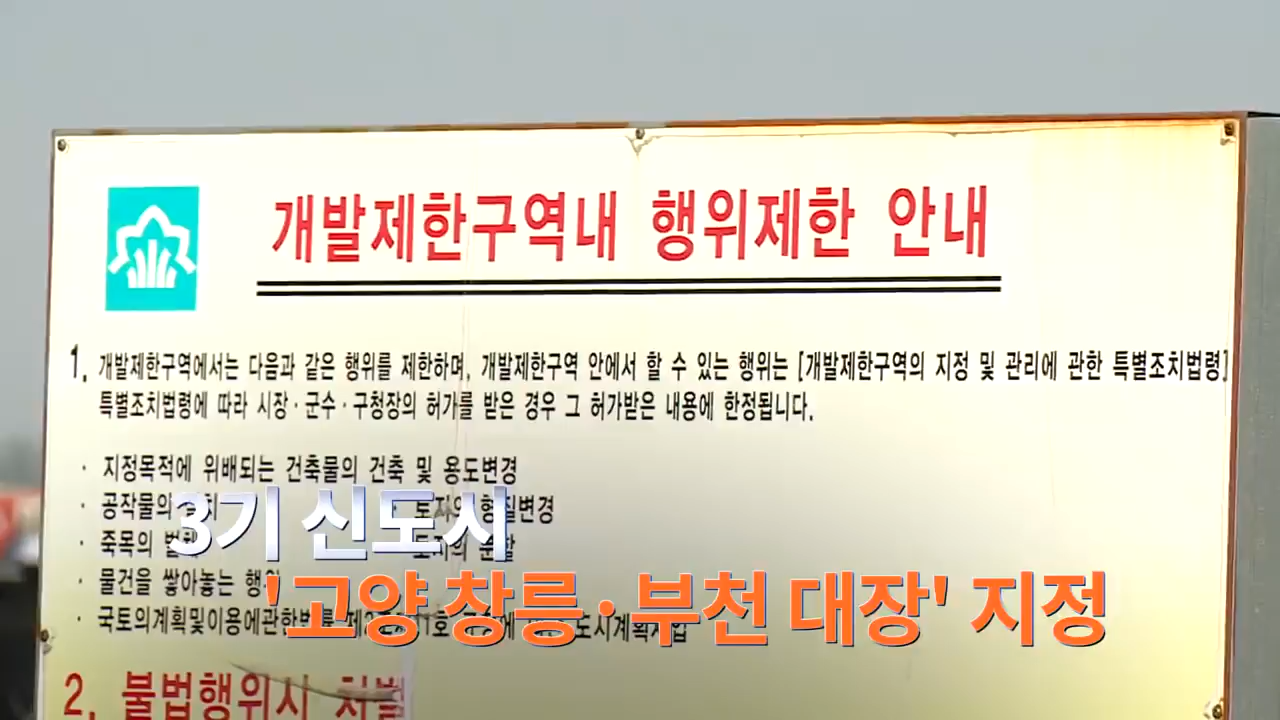 개발제한구역내 행위제한 안내
1. 개발제한구역에서는 다음과 같은 행위를 제한하며, 개발제한구역 안에서 할 수 있는 행위는 [개발제한구역의 지정 및 관리에 관한 특별조치법령]
특별조치법령에 따라 시장·군수·구청장의 허가를 받은 경우 그 허가받은 내용에 한정됩니다.
· 지정목적에 위배되는 건축물의 건축 및 용도변경
· 공작물의 형질변경
· 죽목의
· 물건을 쌓아놓는
· 국토의계획및이용에관한법률
3기 신도시
'고양 창릉·부천 대장' 지정
2. 불법행위시 처벌